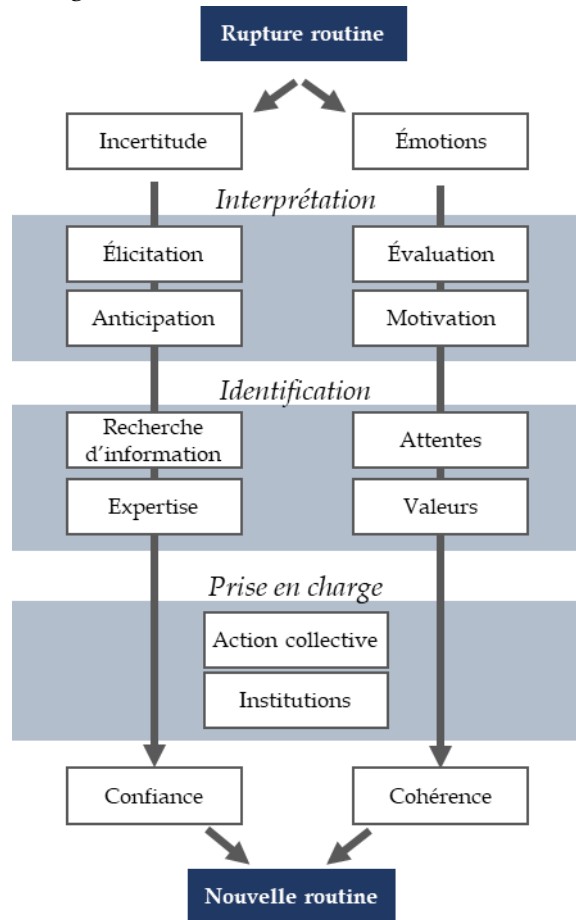 Rupture routine
Incertitude
Émotions
Interprétation
Élicitation
Évaluation
Anticipation
Motivation
Identification
Recherche
d'information
Attentes
Expertise
Valeurs
Prise en charge
Action collective
Institutions
Confiance
Cohérence
Nouvelle routine